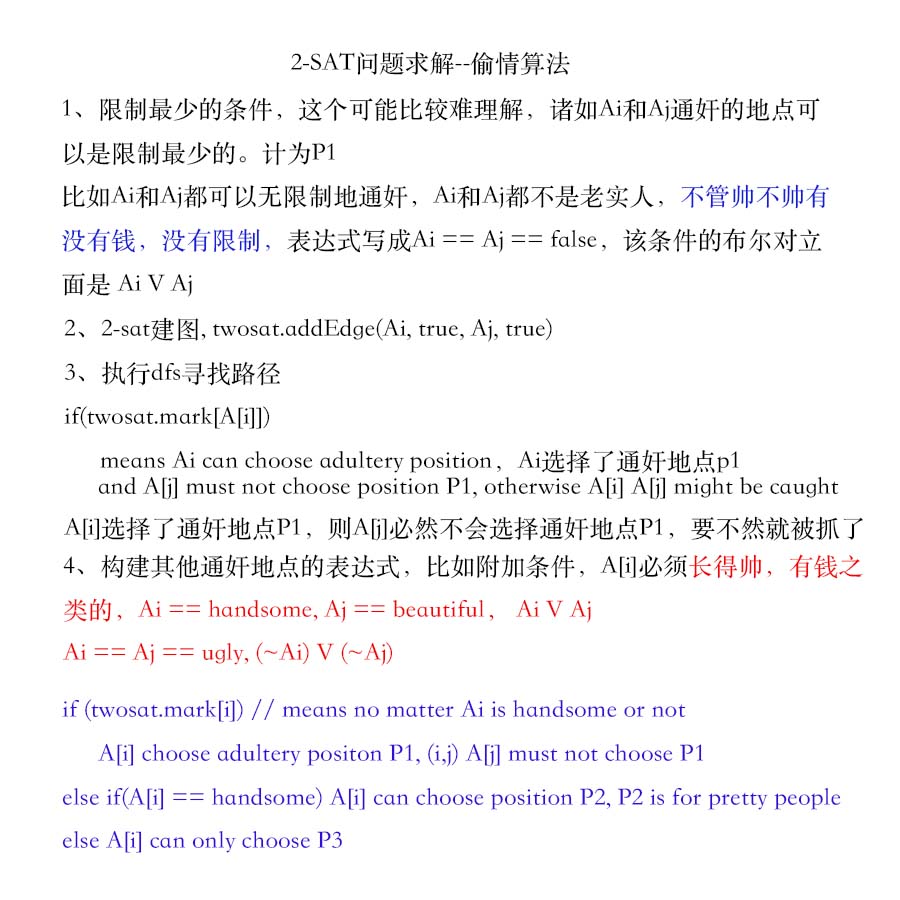 2-SAT问题求解--偷情算法
1、限制最少的条件，这个可能比较难理解，诸如Ai和Aj通奸的地点可
以是限制最少的。计为P1
比如Ai和Aj都可以无限制地通奸，Ai和Aj都不是老实人，不管帅不帅有
没有钱，没有限制，表达式写成Ai == Aj == false，该条件的布尔对立
面是 Ai V Aj
2、2-sat建图, twosat.addEdge(Ai, true, Aj, true)
3、执行dfs寻找路径
if(twosat.mark[A[i]])
means Ai can choose adultery position，Ai选择了通奸地点p1
and A[j] must not choose position P1, otherwise A[i] A[j] might be caught
A[i]选择了通奸地点P1，则A[j]必然不会选择通奸地点P1，要不然就被抓了
4、构建其他通奸地点的表达式，比如附加条件，A[i]必须长得帅，有钱之
类的，Ai == handsome, Aj == beautiful， Ai V Aj
Ai == Aj == ugly, (~Ai) V (~Aj)
if (twosat.mark[i]) // means no matter Ai is handsome or not
A[i] choose adultery positon P1, (i,j) A[j] must not choose P1
else if(A[i] == handsome) A[i] can choose position P2, P2 is for pretty people
else A[i] can only choose P3